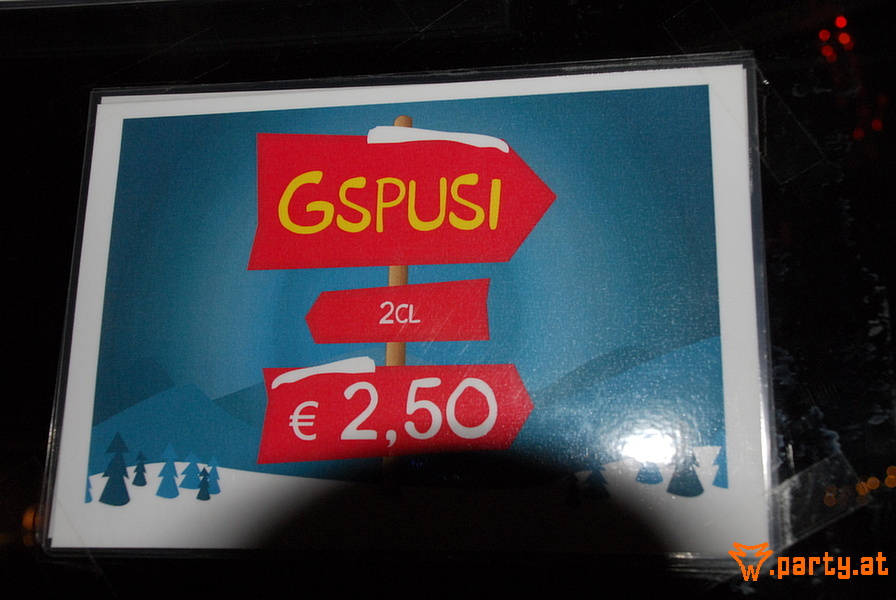 GSPUSI
2CL
€ 2,50
w.party.at